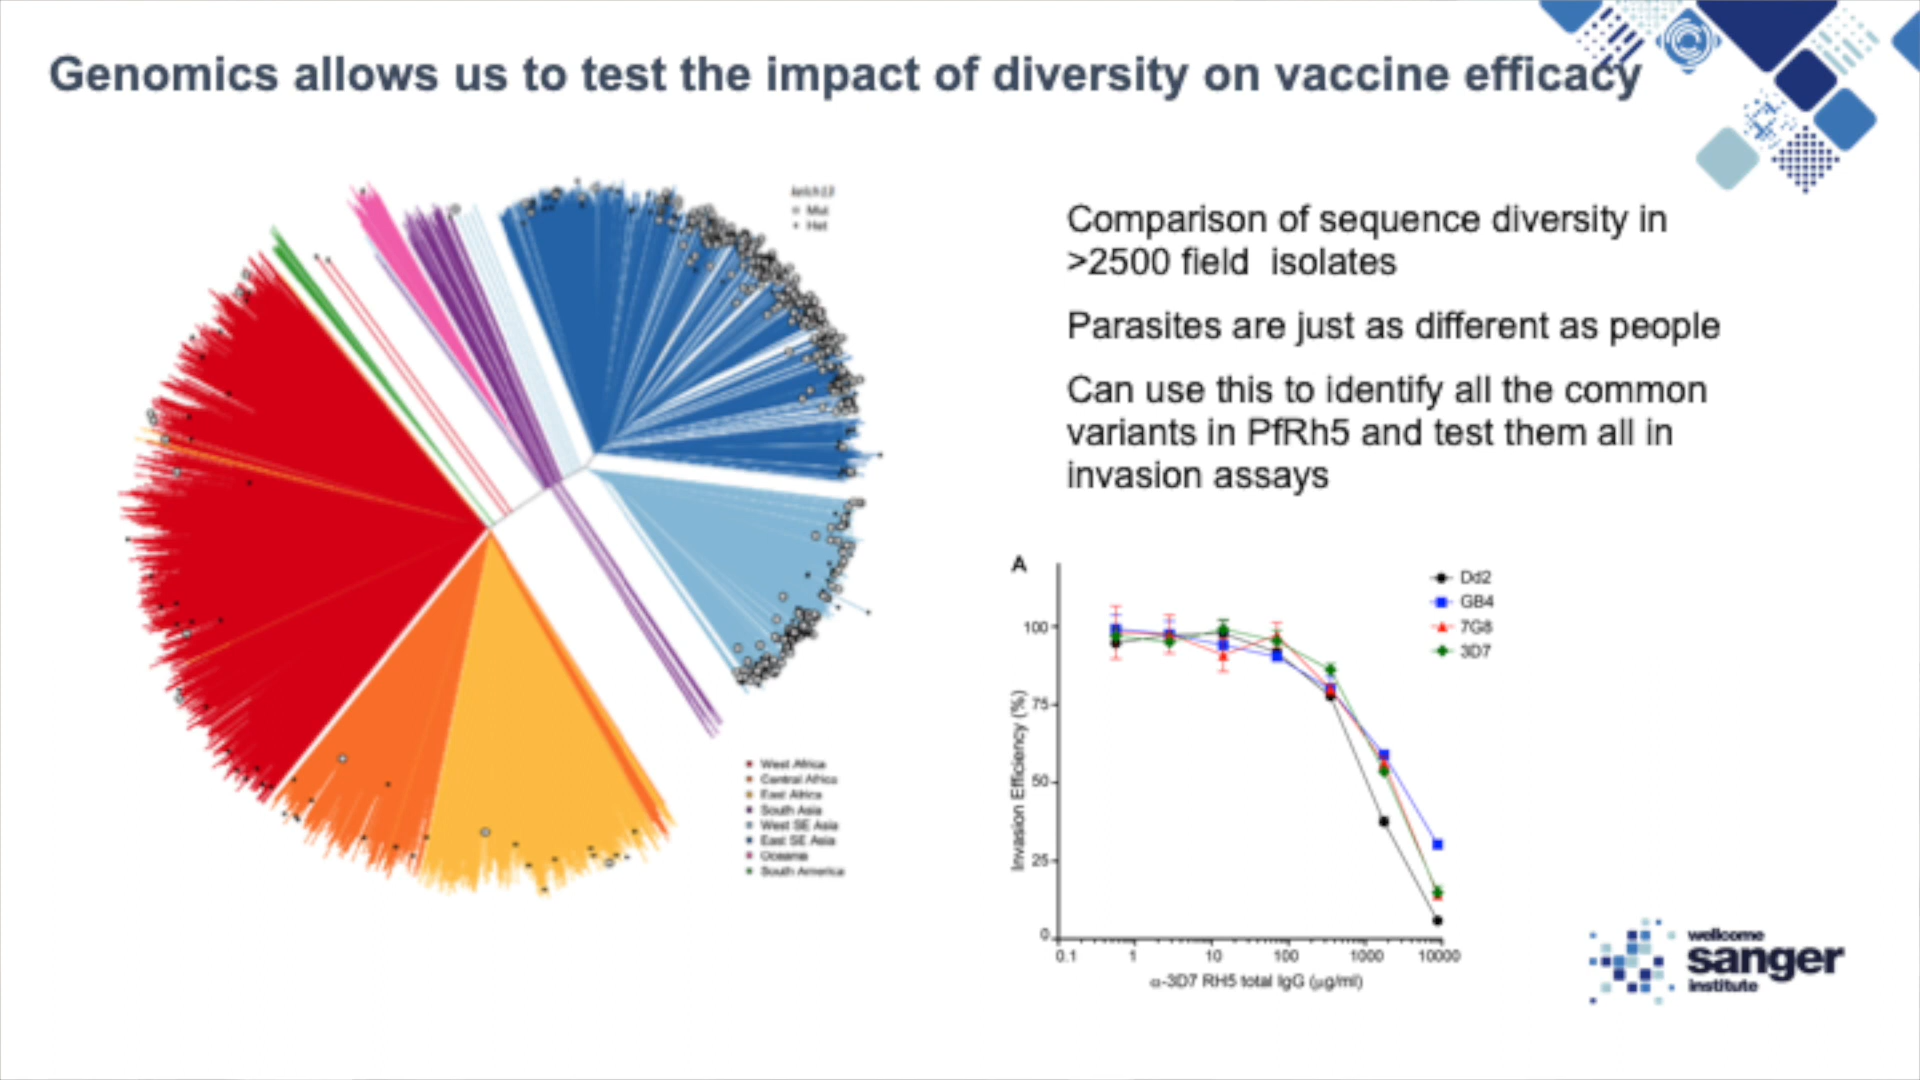 Genomics allows us to test the impact of diversity on vaccine efficacy
kelch13
Mut
Het
West Africa
Central Africa
East Africa
South Asia
West SE Asia
East SE Asia
Oceania
South America
Comparison of sequence diversity in
>2500 field isolates
Parasites are just as different as people
Can use this to identify all the common
variants in PfRh5 and test them all in
invasion assays
A
Dd2
GB4
7G8
3D7
Invasion Efficiency (%)
100
75
50
25
0
0.1 1 10 100 1000 10000
α-3D7 RH5 total IgG (μg/ml)
wellcome
sanger
institute